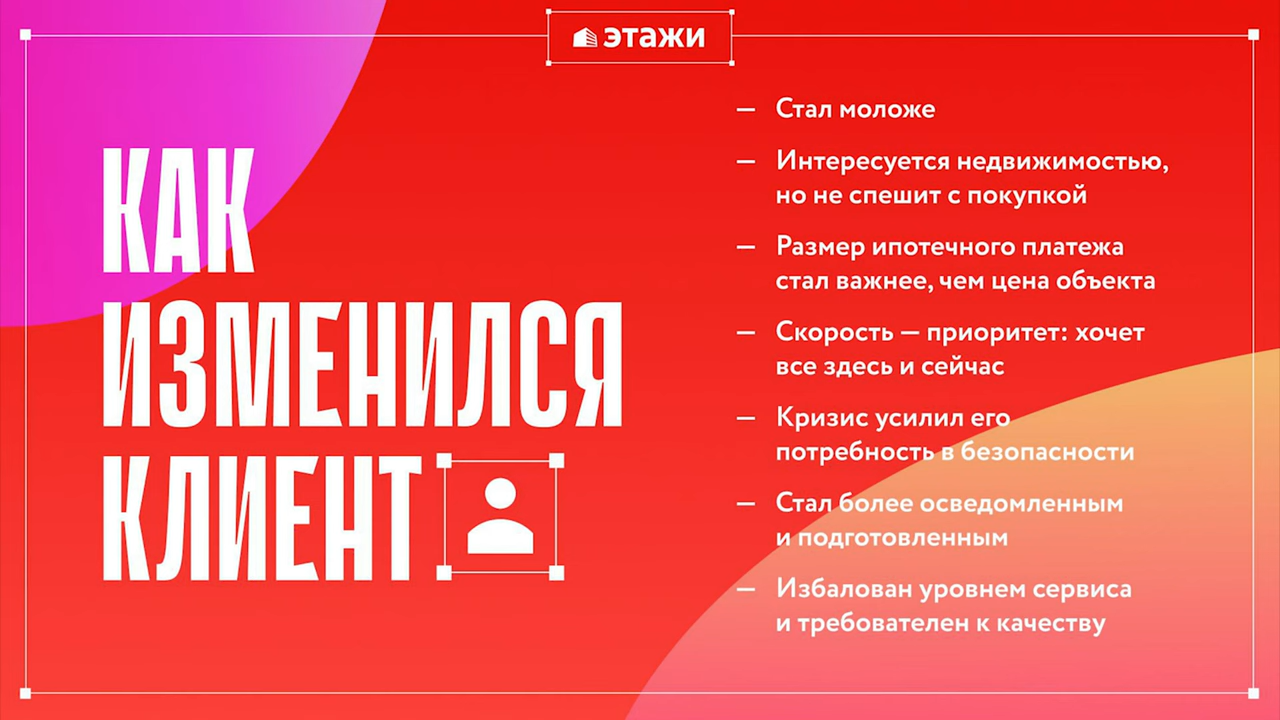 этажи
КАК
ИЗМЕНИЛСЯ
КЛИЕНТ
— Стал моложе
— Интересуется недвижимостью,
но не спешит с покупкой
— Размер ипотечного платежа
стал важнее, чем цена объекта
— Скорость — приоритет: хочет
все здесь и сейчас
— Кризис усилил его
потребность в безопасности
— Стал более осведомленным
и подготовленным
— Избалован уровнем сервиса
и требователен к качеству